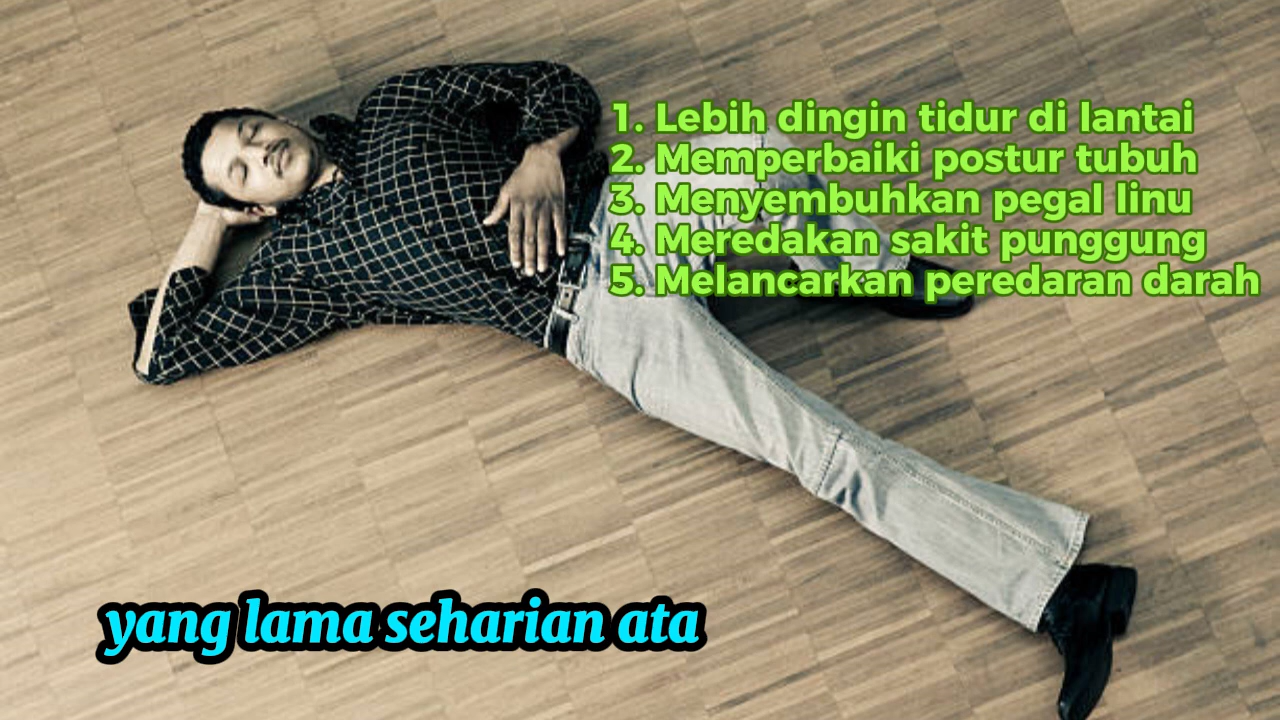 1. Lebih dingin tidur di lantai
2. Memperbaiki postur tubuh
3. Menyembuhkan pegal linu
4. Meredakan sakit punggung
5. Melancarkan peredaran darah
yang lama seharian ata